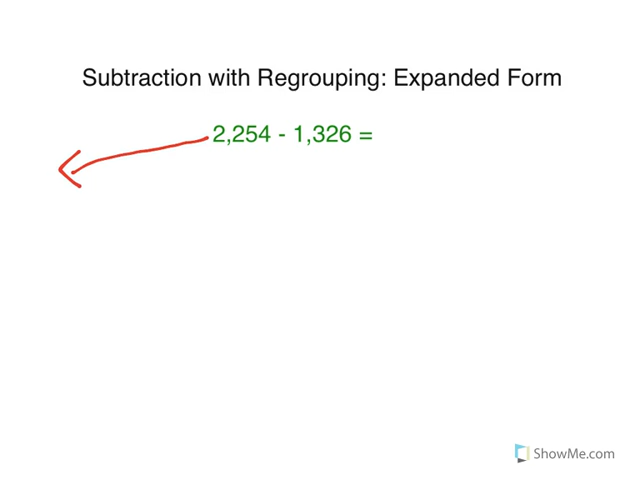 Subtraction with Regrouping: Expanded Form
2,254 - 1,326 =
ShowMe.com